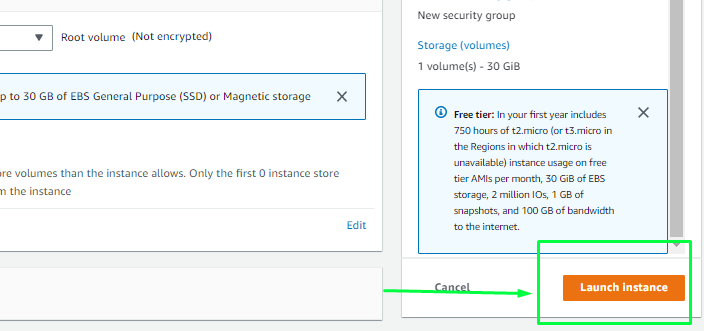 Root volume (Not encrypted)
p to 30 GB of EBS General Purpose (SSD) or Magnetic storage
re volumes than the instance allows. Only the first 0 instance store
m the instance
Edit
New security group
Storage (volumes)
1 volume(s) - 30 GiB
Free tier: In your first year includes
750 hours of t2.micro (or t3.micro in
the Regions in which t2.micro is
unavailable) instance usage on free
tier AMIs per month, 30 GiB of EBS
storage, 2 million IOs, 1 GB of
snapshots, and 100 GB of bandwidth
to the internet.
Cancel
Launch instance